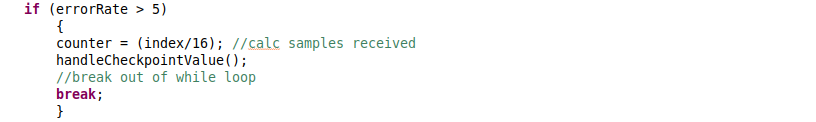 if (errorRate > 5)
{
counter = (index/16); //calc samples received
handleCheckpointValue();
//break out of while loop
break;
}